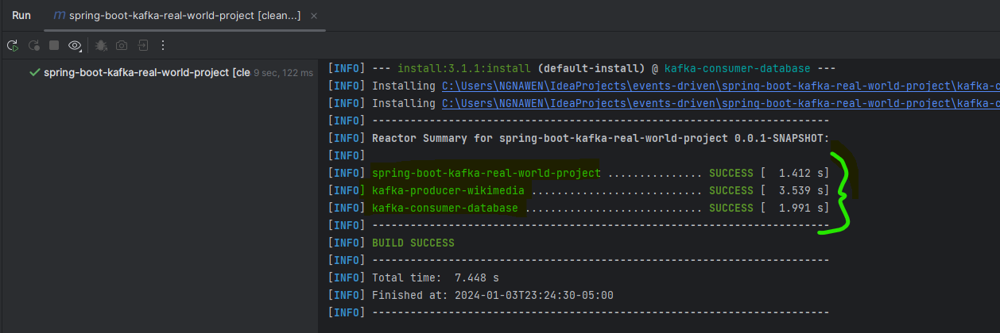 Run
spring-boot-kafka-real-world-project [clean...]
spring-boot-kafka-real-world-project [cle 9 sec, 122 ms
[INFO] --- install:3.1.1:install (default-install) @ kafka-consumer-database ---
[INFO] Installing C:\Users\NGNAWEN\IdeaProjects\events-driven\spring-boot-kafka-real-world-project\kafka-c
[INFO] Installing C:\Users\NGNAWEN\IdeaProjects\events-driven\spring-boot-kafka-real-world-project\kafka-c
[INFO] ------------------------------------------------------------------------
[INFO] Reactor Summary for spring-boot-kafka-real-world-project 0.0.1-SNAPSHOT:
[INFO]
[INFO] spring-boot-kafka-real-world-project ............... SUCCESS [  1.412 s]
[INFO] kafka-producer-wikimedia ........................... SUCCESS [  3.539 s]
[INFO] kafka-consumer-database ............................ SUCCESS [  1.991 s]
[INFO] ------------------------------------------------------------------------
[INFO] BUILD SUCCESS
[INFO] ------------------------------------------------------------------------
[INFO] Total time:  7.448 s
[INFO] Finished at: 2024-01-03T23:24:30-05:00
[INFO] ------------------------------------------------------------------------